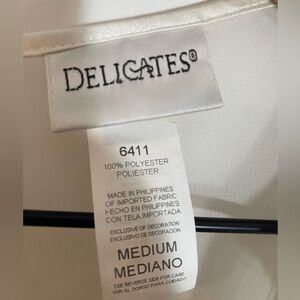 DELICATES®
6411
100% POLYESTER
POLIESTER
MADE IN PHILIPPINES
OF IMPORTED FABRIC
HECHO EN PHILIPPINES
CON TELA IMPORTADA
EXCLUSIVE OF DECORATION
EXCLUSIVO DE DECORACION
MEDIUM
MEDIANO
SEE REVERSE SIDE FOR CARE
VER AL DORSO PARA CUIDADO